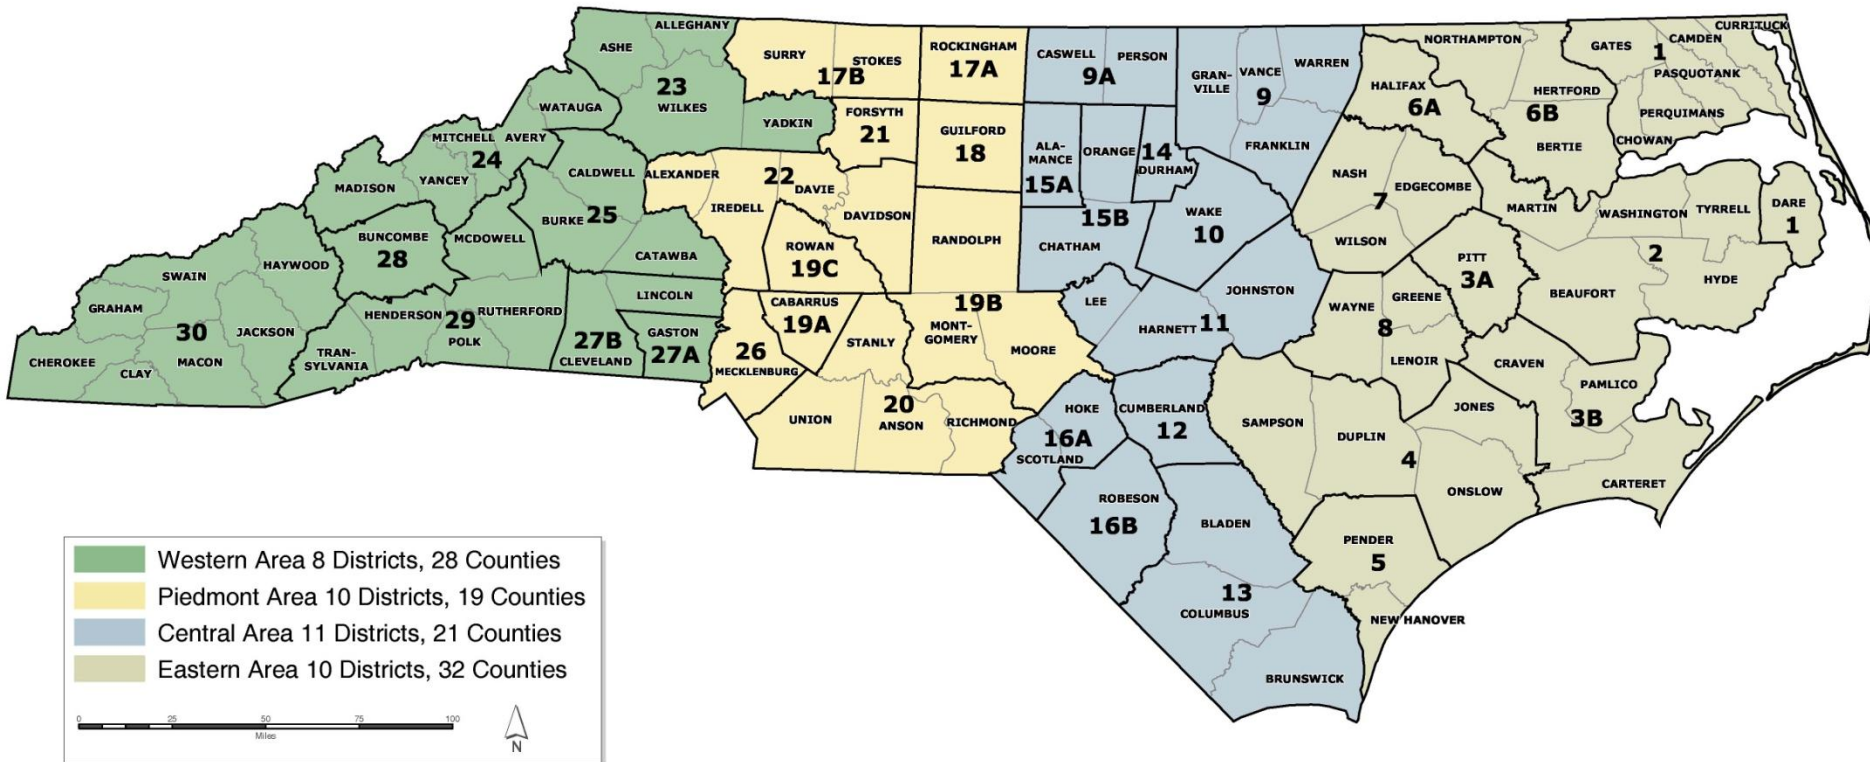 ALLEGHANY
ASHE
23
WILKES
WATAUGA
YADKIN
MITCHELL
AVERY
24
YANCEY
MADISON
CALDWELL
BURKE
25
CATAWBA
BUNCOMBE
28
MCDOWELL
HAYWOOD
SWAIN
GRAHAM
30
JACKSON
CHEROKEE
CLAY
MACON
TRAN-
SYLVANIA
HENDERSON
29
POLK
RUTHERFORD
27B
CLEVELAND
LINCOLN
GASTON
27A
SURRY
17B
STOKES
ROCKINGHAM
17A
FORSYTH
21
GUILFORD
18
ALEXANDER
22
DAVIE
IREDELL
DAVIDSON
ROWAN
19C
RANDOLPH
CABARRUS
19A
19B
MONT-
GOMERY
MOORE
STANLY
26
MECKLENBURG
UNION
20
ANSON
RICHMOND
CASWELL
PERSON
9A
GRAN-
VILLE
VANCE
WARREN
9
FRANKLIN
ALA-
MANCE
15A
ORANGE
14
DURHAM
15B
CHATHAM
WAKE
10
LEE
HARNETT
11
JOHNSTON
HOKE
16A
SCOTLAND
CUMBERLAND
12
ROBESON
16B
BLADEN
13
COLUMBUS
BRUNSWICK
NORTHAMPTON
HALIFAX
6A
HERTFORD
6B
BERTIE
GATES
1
CAMDEN
CURRITUCK
PASQUOTANK
PERQUIMANS
CHOWAN
NASH
EDGECOMBE
7
WILSON
MARTIN
WASHINGTON
TYRRELL
DARE
1
2
HYDE
BEAUFORT
PITT
3A
WAYNE
GREENE
8
LENOIR
CRAVEN
PAMLICO
3B
JONES
CARTERET
SAMPSON
DUPLIN
4
ONSLOW
PENDER
5
NEW HANOVER
Western Area 8 Districts, 28 Counties
Piedmont Area 10 Districts, 19 Counties
Central Area 11 Districts, 21 Counties
Eastern Area 10 Districts, 32 Counties
0 25 50 75 100
Miles
N